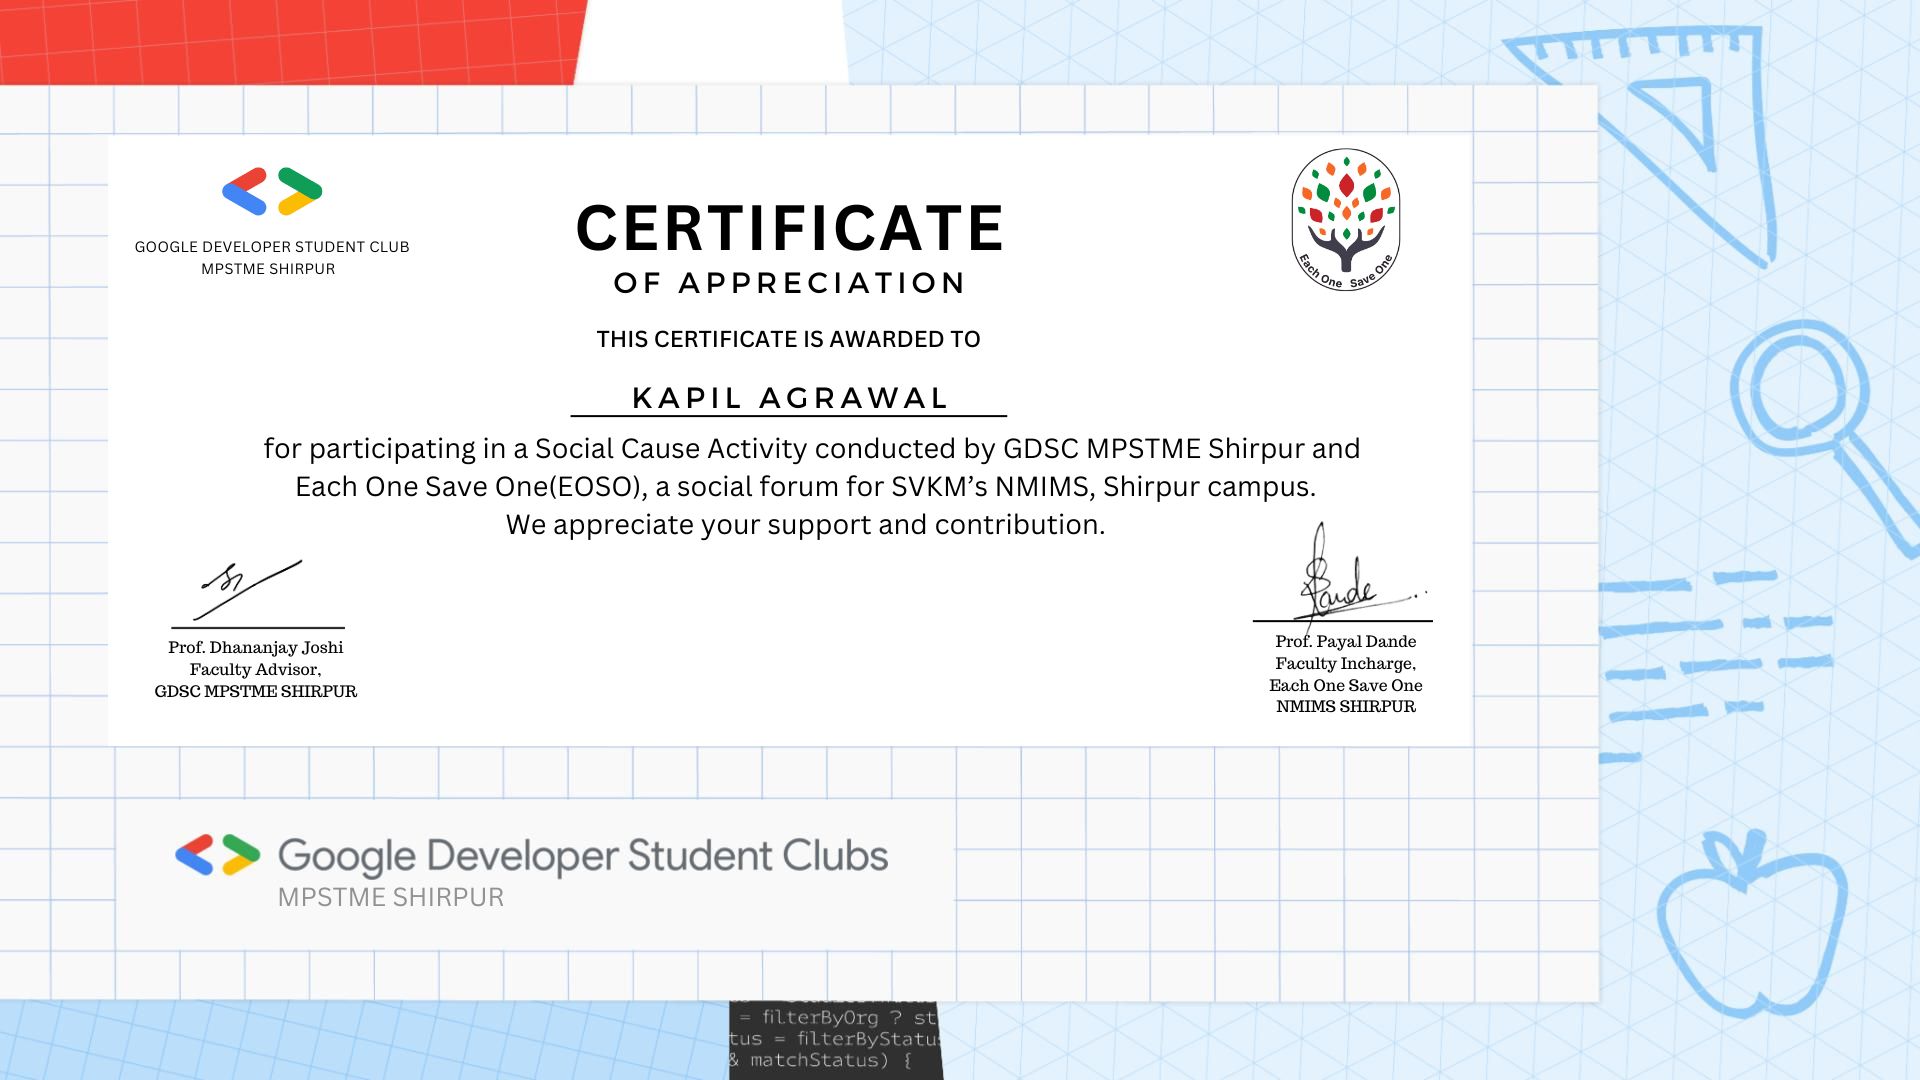 GOOGLE DEVELOPER STUDENT CLUB
MPSTME SHIRPUR
CERTIFICATE
OF APPRECIATION
Each One Save One
THIS CERTIFICATE IS AWARDED TO
KAPIL AGRAWAL
for participating in a Social Cause Activity conducted by GDSC MPSTME Shirpur and
Each One Save One(EOSO), a social forum for SVKM’s NMIMS, Shirpur campus.
We appreciate your support and contribution.
Prof. Dhananjay Joshi
Faculty Advisor,
GDSC MPSTME SHIRPUR
Prof. Payal Dande
Faculty Incharge,
Each One Save One
NMIMS SHIRPUR
Google Developer Student Clubs
MPSTME SHIRPUR
= filterByOrg ? st
tus = filterByStatus
& matchStatus) {